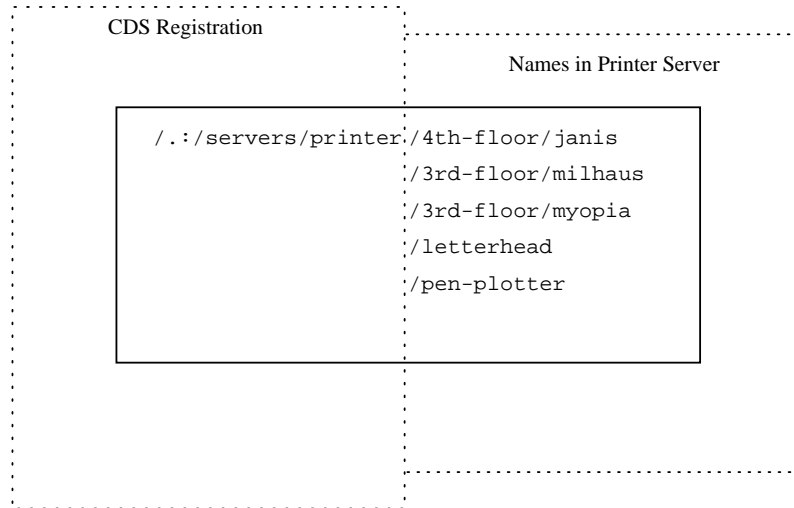 CDS Registration
Names in Printer Server
/.:/servers/printer/4th-floor/janis
/3rd-floor/milhaus
/3rd-floor/myopia
/letterhead
/pen-plotter